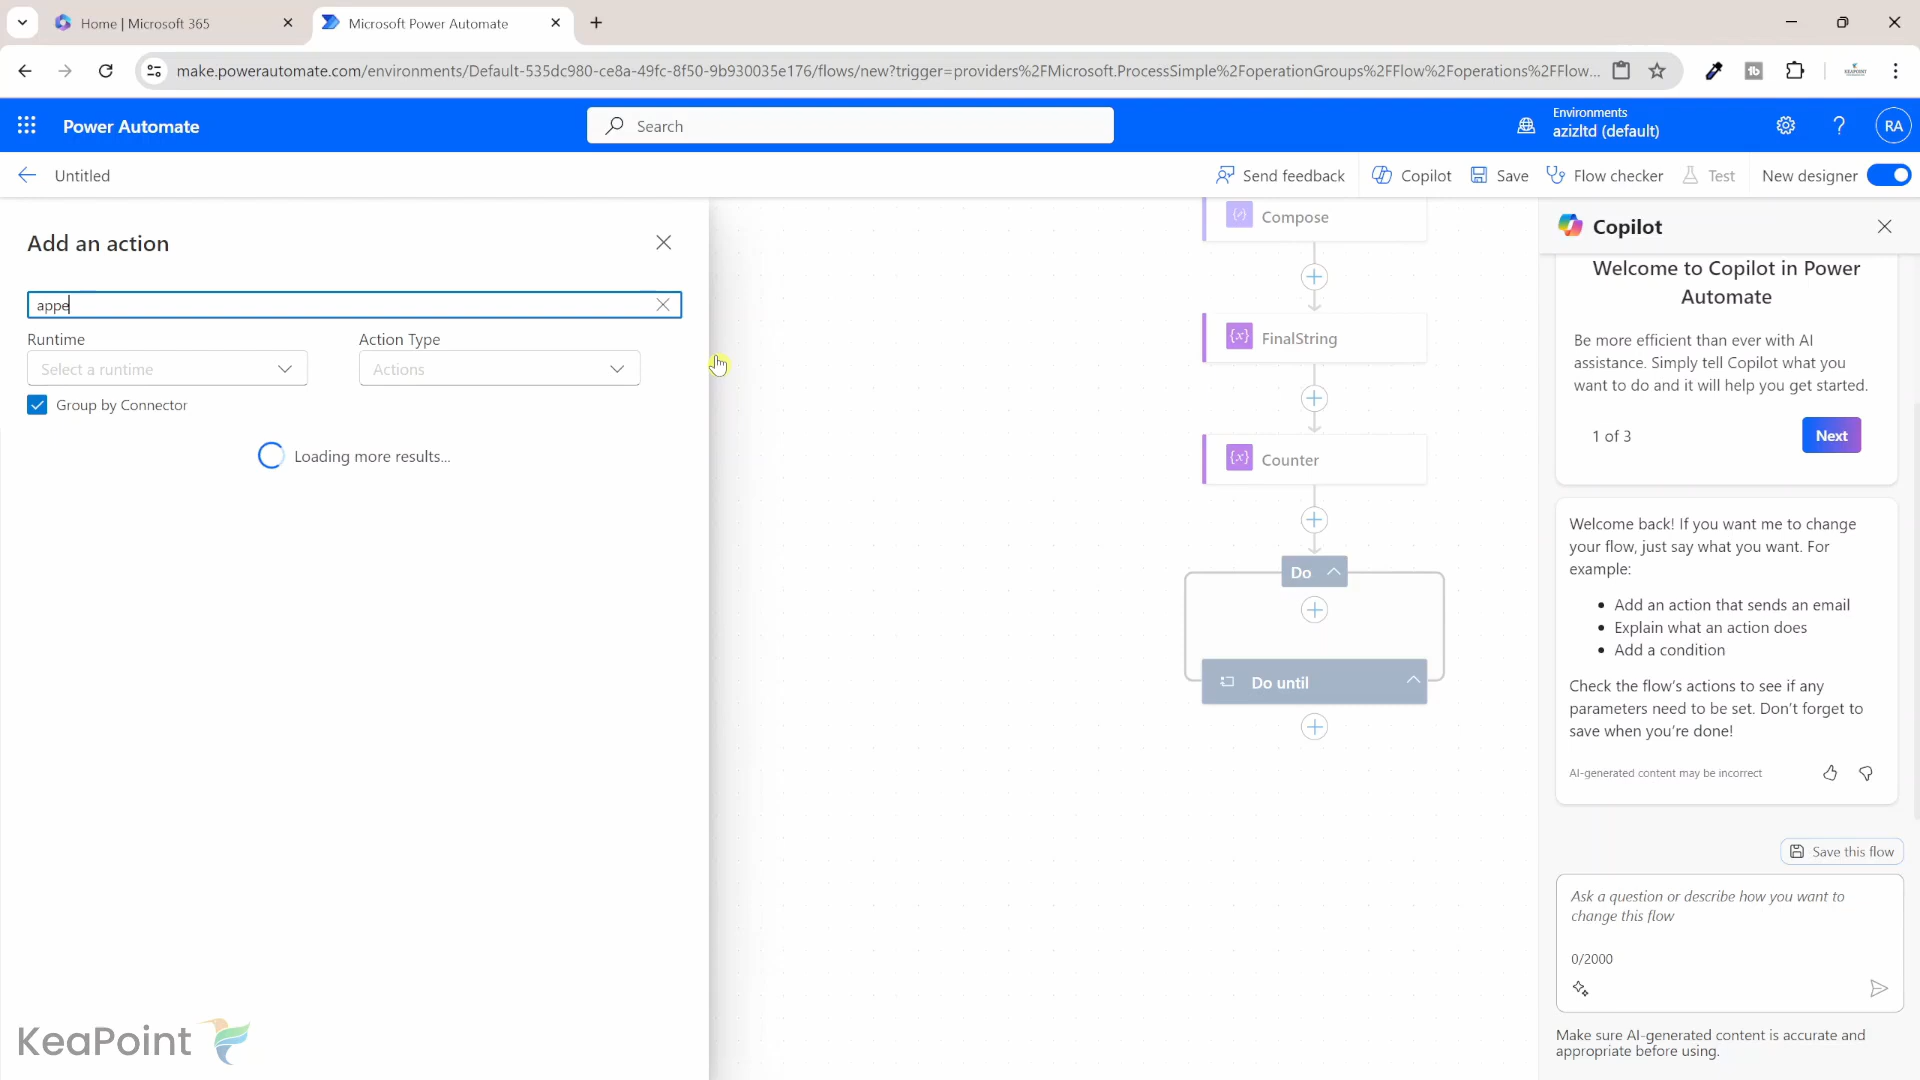 Home | Microsoft 365
Microsoft Power Automate
make.powerautomate.com/environments/Default-535dc980-ce8a-49fc-8f50-9b930035e176/flows/new?trigger=providers%2FMicrosoft.ProcessSimple%2FoperationGroups%2FFlow%2Foperations%2FFlow...
Power Automate
Search
Environments
azizltd (default)
RA
Untitled
Send feedback
Copilot
Save
Flow checker
Test
New designer
Add an action
appe
Runtime
Action Type
Select a runtime
Actions
Group by Connector
Loading more results...
Compose
FinalString
Counter
Do
Do until
Copilot
Welcome to Copilot in Power
Automate
Be more efficient than ever with AI
assistance. Simply tell Copilot what you
want to do and it will help you get started.
1 of 3
Next
Welcome back! If you want me to change
your flow, just say what you want. For
example:
Add an action that sends an email
Explain what an action does
Add a condition
Check the flow's actions to see if any
parameters need to be set. Don't forget to
save when you're done!
AI-generated content may be incorrect
Save this flow
Ask a question or describe how you want to
change this flow
0/2000
Make sure AI-generated content is accurate and
appropriate before using.
KeaPoint